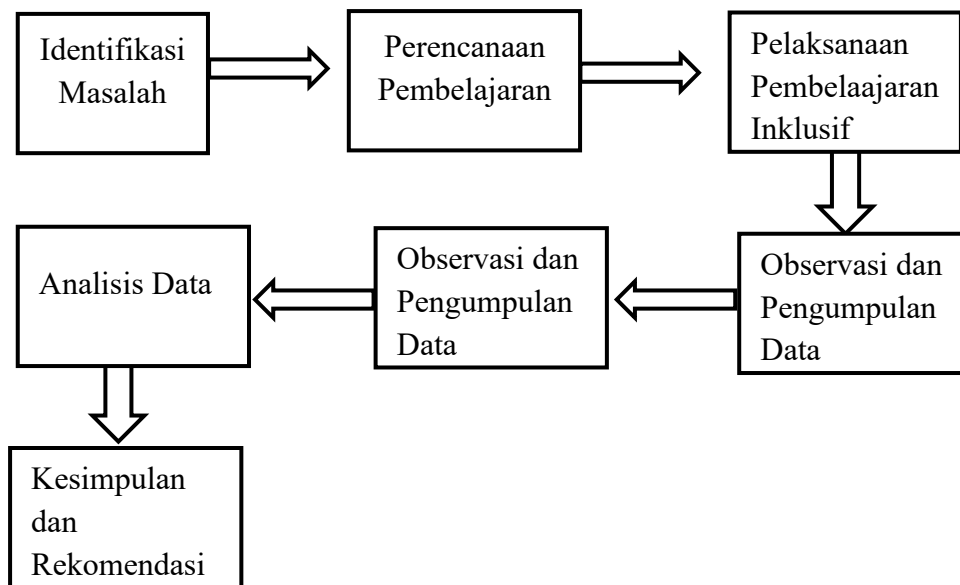 Identifikasi
Masalah
Perencanaan
Pembelajaran
Pelaksanaan
Pembelaajaran
Inklusif
Observasi dan
Pengumpulan
Data
Observasi dan
Pengumpulan
Data
Analisis Data
Kesimpulan
dan
Rekomendasi